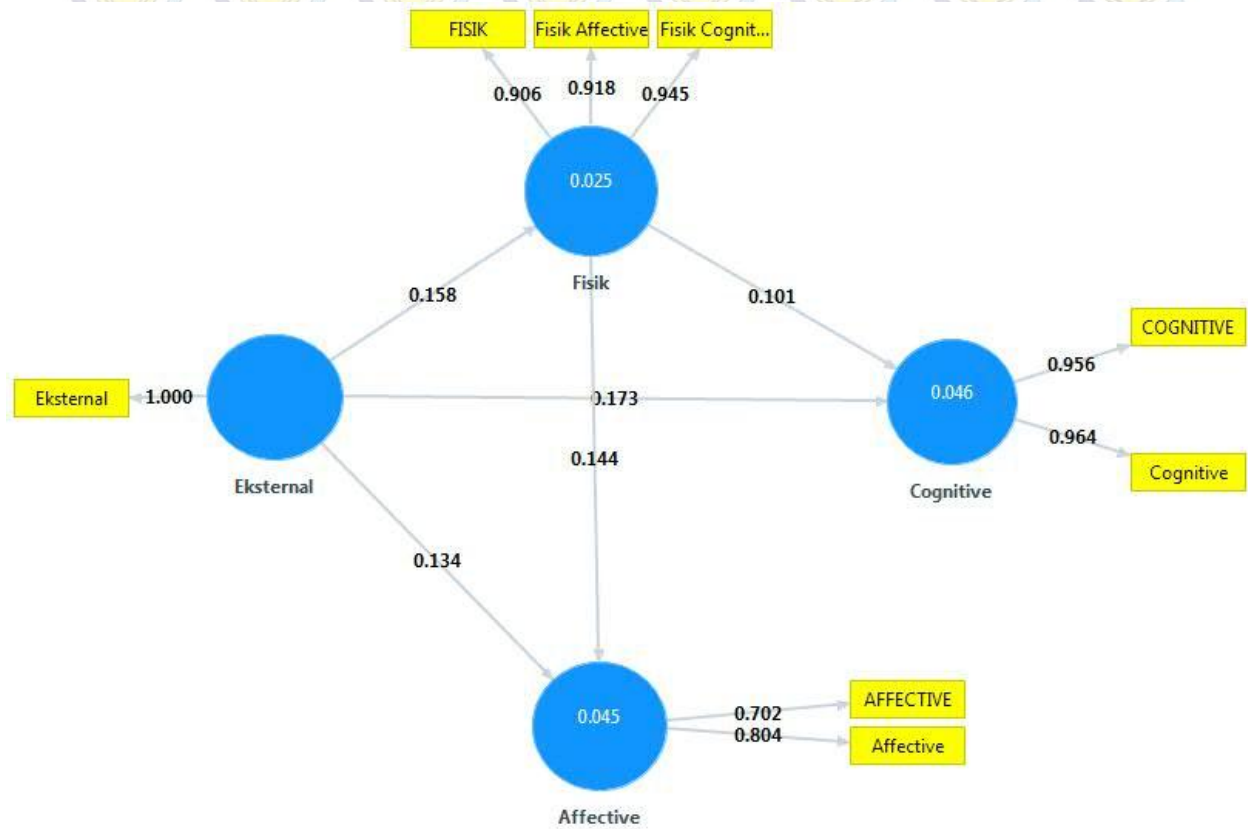 FISIK
Fisik Affective
Fisik Cognit...
0.906
0.918
0.945
0.025
Fisik
0.158
0.101
COGNITIVE
0.956
Eksternal
1.000
0.173
0.046
0.964
0.144
Cognitive
Eksternal
Cognitive
0.134
AFFECTIVE
0.702
0.045
0.804
Affective
Affective